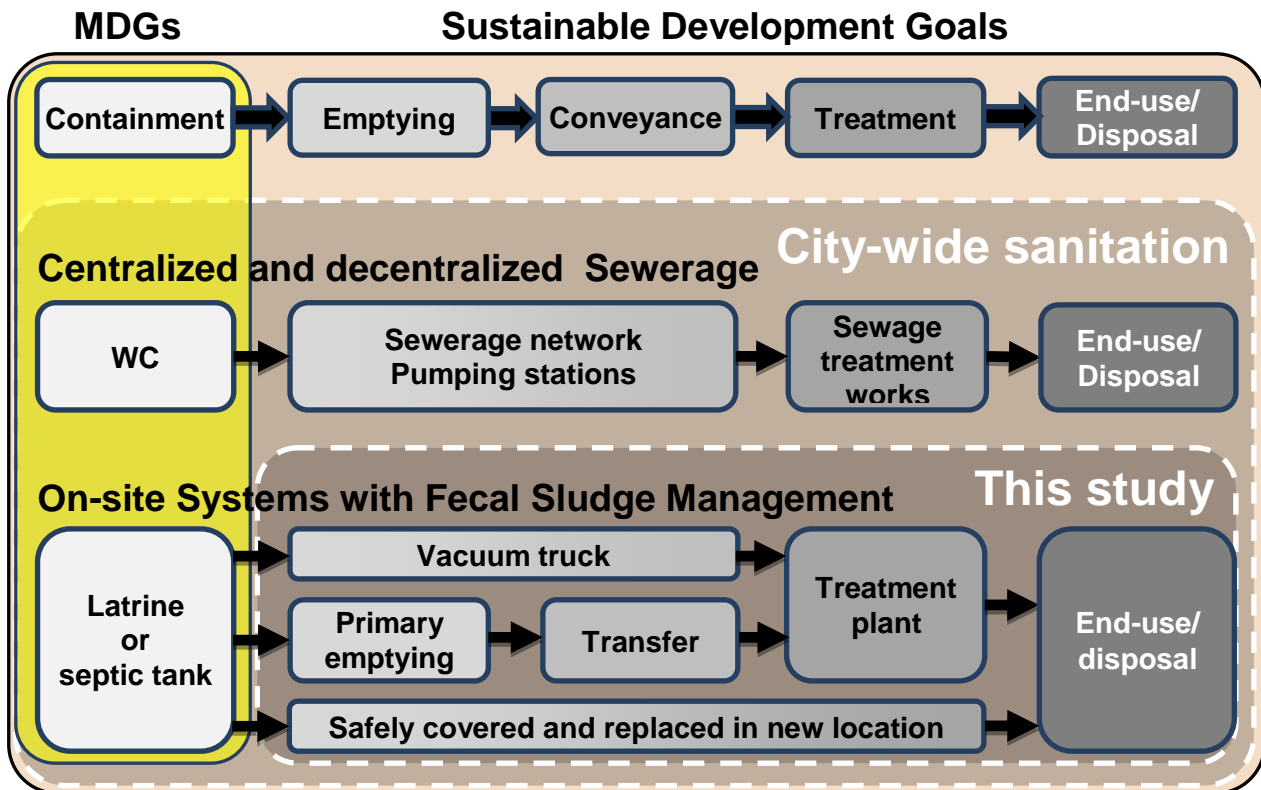 MDGs
Sustainable Development Goals
Containment
Emptying
Conveyance
Treatment
End-use/
Disposal
City-wide sanitation
Centralized and decentralized Sewerage
WC
Sewerage network
Pumping stations
Sewage
treatment
works
End-use/
Disposal
This study
On-site Systems with Fecal Sludge Management
Latrine
or
septic tank
Vacuum truck
Primary
emptying
Transfer
Treatment
plant
End-use/
disposal
Safely covered and replaced in new location